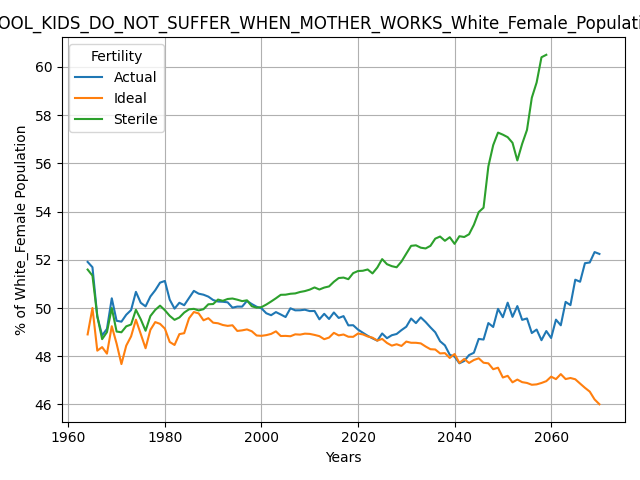 OOL_KIDS_DO_NOT_SUFFER_WHEN_MOTHER_WORKS_White_Female_Populati
Fertility
Actual
Ideal
Sterile
% of White_Female Population
60
58
56
54
52
50
48
46
1960
1980
2000
2020
2040
2060
Years